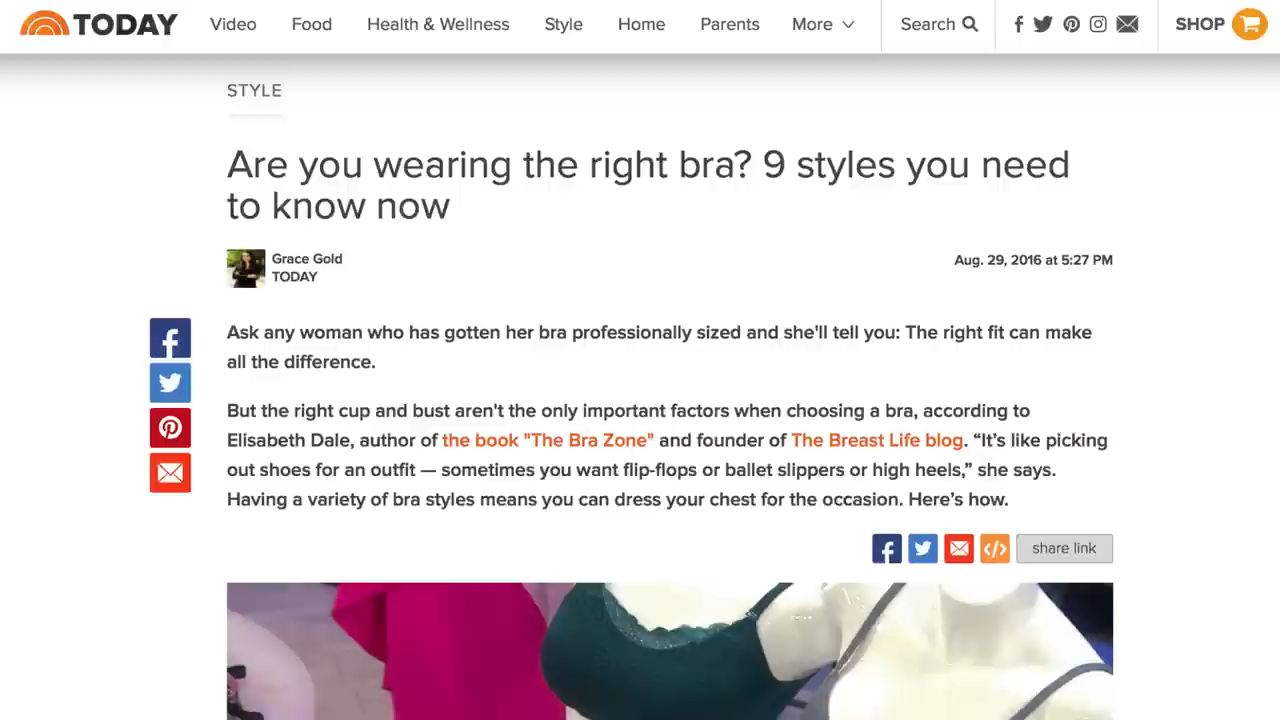 TODAY Video Food Health & Wellness Style Home Parents More Search SHOP
STYLE
Are you wearing the right bra? 9 styles you need
to know now
Grace Gold
TODAY
Aug. 29, 2016 at 5:27 PM
Ask any woman who has gotten her bra professionally sized and she'll tell you: The right fit can make
all the difference.
But the right cup and bust aren't the only important factors when choosing a bra, according to
Elisabeth Dale, author of the book "The Bra Zone" and founder of The Breast Life blog. “It’s like picking
out shoes for an outfit — sometimes you want flip-flops or ballet slippers or high heels,” she says.
Having a variety of bra styles means you can dress your chest for the occasion. Here’s how.
share link